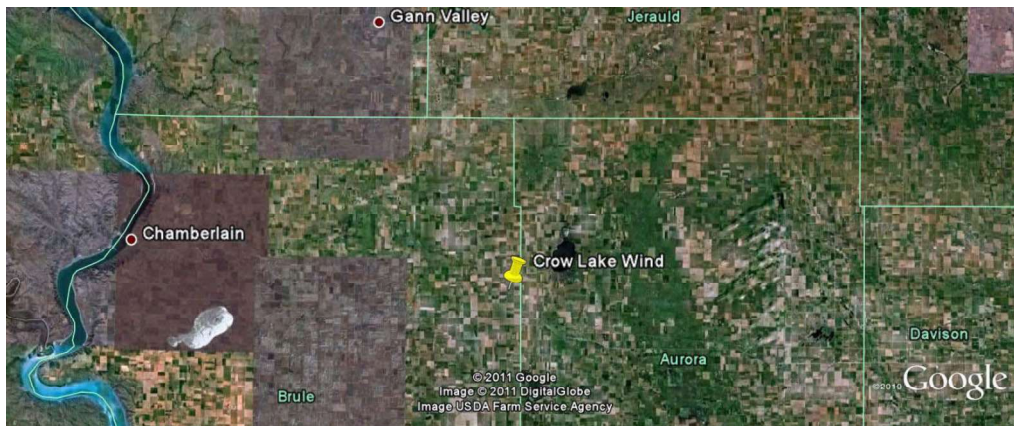 Gann Valley
Jerauld
Chamberlain
Crow Lake Wind
Davison
Aurora
© 2011 Google
Image © 2011 DigitalGlobe
Image USDA Farm Service Agency
©2010 Google
Brule